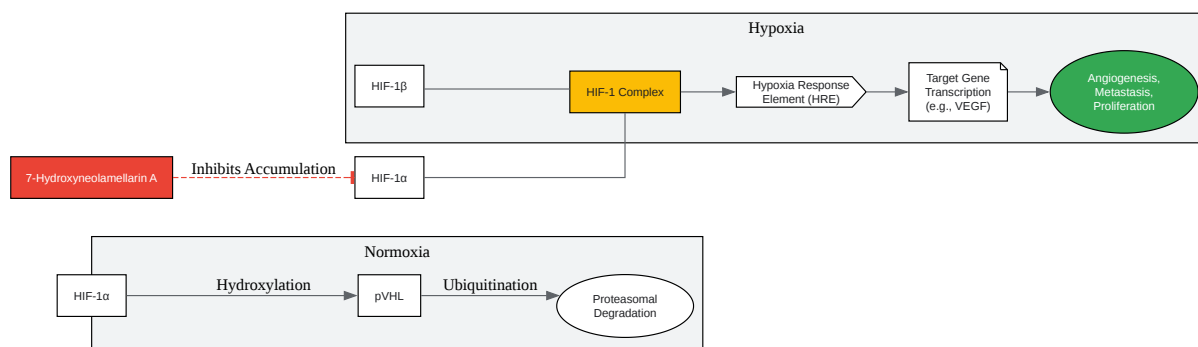 Hypoxia
HIF-1β
HIF-1 Complex
Hypoxia Response
Element (HRE)
Target Gene
Transcription
(e.g., VEGF)
Angiogenesis,
Metastasis,
Proliferation
7-Hydroxyneolamellarin A
Inhibits Accumulation
HIF-1α
Normoxia
HIF-1α
Hydroxylation
pVHL
Ubiquitination
Proteasomal
Degradation